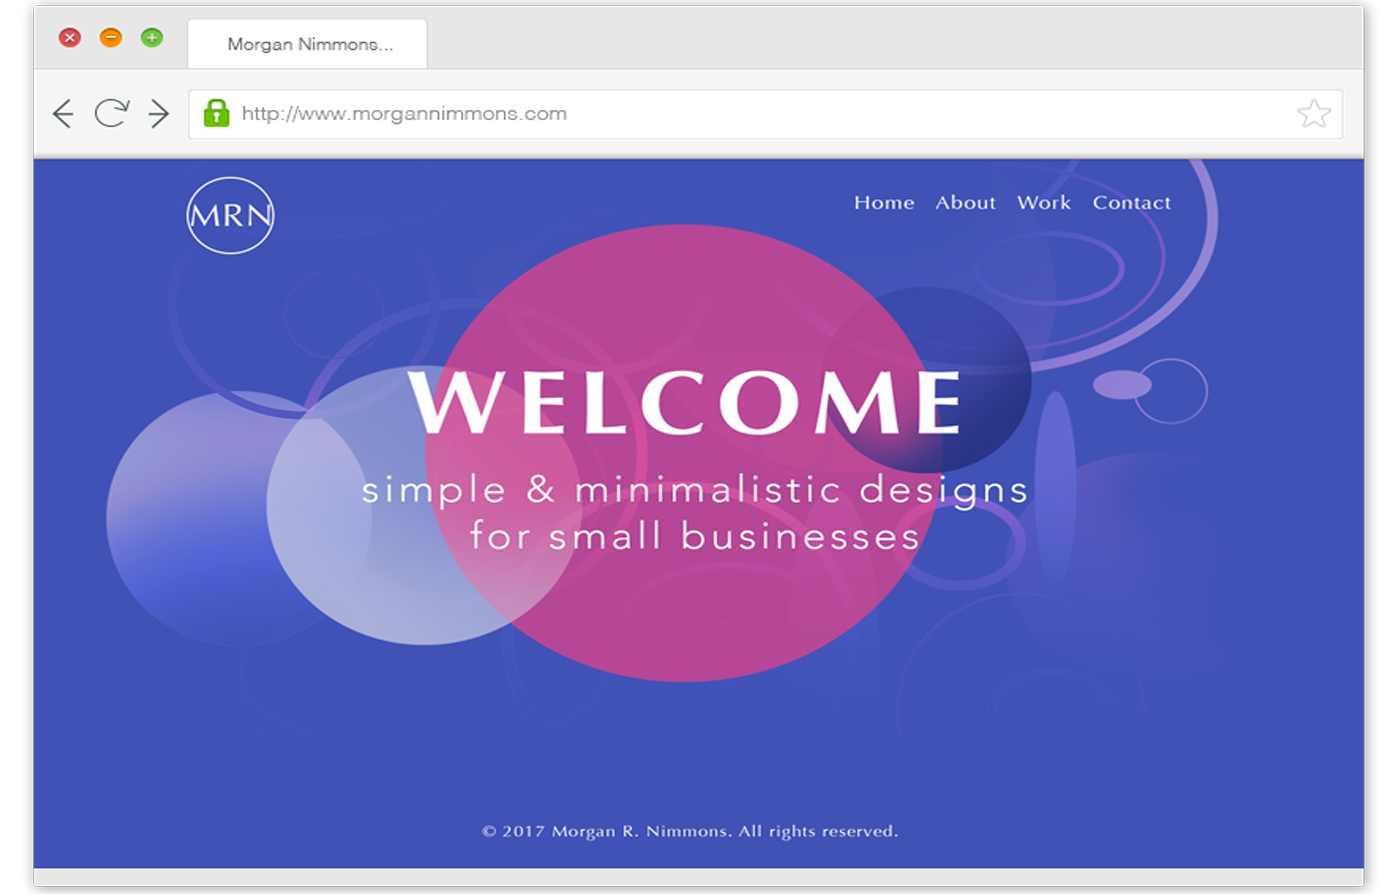 Morgan Nimmons...
http://www.morgannimmons.com
MRN
Home About Work Contact
WELCOME
simple & minimalistic designs
for small businesses
© 2017 Morgan R. Nimmons. All rights reserved.